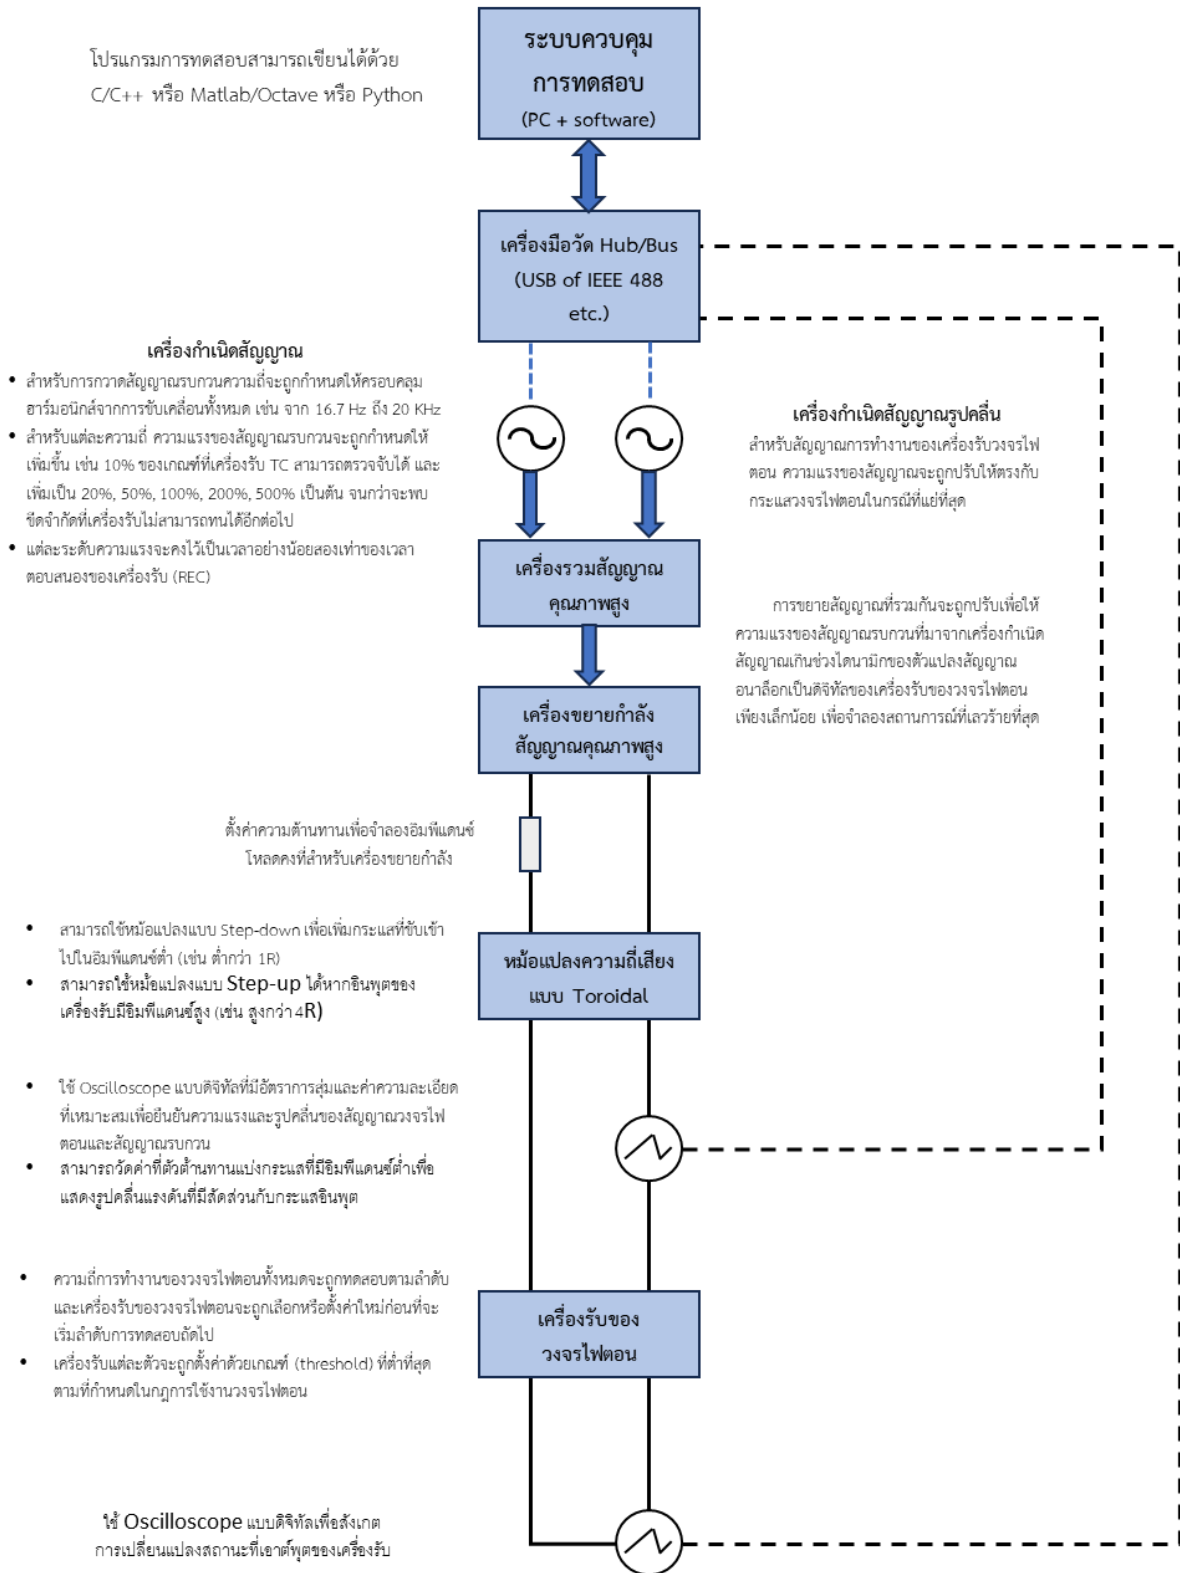 โปรแกรมการทดสอบสามารถเขียนได้ด้วย
C/C++ หรือ Matlab/Octave หรือ Python
ระบบควบคุม
การทดสอบ
(PC + software)
เครื่องมือวัด Hub/Bus
(USB of IEEE 488
etc.)
เครื่องกำเนิดสัญญาณ
• สำหรับการกวาดสัญญาณรบกวนความถี่จะถูกกำหนดให้ครอบคลุม
ฮาร์มอนิกส์จากการขับเคลื่อนทั้งหมด เช่น จาก 16.7 Hz ถึง 20 KHz
• สำหรับแต่ละความถี่ ความแรงของสัญญาณรบกวนจะถูกกำหนดให้
เพิ่มขึ้น เช่น 10% ของเกณฑ์ที่เครื่องรับ TC สามารถตรวจจับได้ และ
เพิ่มเป็น 20%, 50%, 100%, 200%, 500% เป็นต้น จนกว่าจะพบ
ขีดจำกัดที่เครื่องรับไม่สามารถทนได้อีกต่อไป
• แต่ละระดับความแรงจะคงไว้เป็นเวลาอย่างน้อยสองเท่าของเวลา
ตอบสนองของเครื่องรับ (REC)
เครื่องกำเนิดสัญญาณรูปคลื่น
สำหรับสัญญาณการทำงานของเครื่องรับวงจรไฟ
ตอน ความแรงของสัญญาณจะถูกปรับให้ตรงกับ
กระแสวงจรไฟตอนในกรณีที่แย่ที่สุด
เครื่องรวมสัญญาณ
คุณภาพสูง
การขยายสัญญาณที่รวมกันจะถูกปรับเพื่อให้
ความแรงของสัญญาณรบกวนที่มาจากเครื่องกำเนิด
สัญญาณเกินช่วงไดนามิกของตัวแปลงสัญญาณ
อนาล็อกเป็นดิจิทัลของเครื่องรับของวงจรไฟตอน
เพียงเล็กน้อย เพื่อจำลองสถานการณ์ที่เลวร้ายที่สุด
เครื่องขยายกำลัง
สัญญาณคุณภาพสูง
ตั้งค่าความต้านทานเพื่อจำลองอิมพีแดนซ์
โหลดคงที่สำหรับเครื่องขยายกำลัง
• สามารถใช้หม้อแปลงแบบ Step-down เพื่อเพิ่มกระแสที่ขับเข้า
ไปในอิมพีแดนซ์ต่ำ (เช่น ต่ำกว่า 1R)
• สามารถใช้หม้อแปลงแบบ Step-up ได้หากอินพุตของ
เครื่องรับมีอิมพีแดนซ์สูง (เช่น สูงกว่า 4R)
หม้อแปลงความถี่เสียง
แบบ Toroidal
• ใช้ Oscilloscope แบบดิจิทัลที่มีอัตราการสุ่มและค่าความละเอียด
ที่เหมาะสมเพื่อยืนยันความแรงและรูปคลื่นของสัญญาณวงจรไฟ
ตอนและสัญญาณรบกวน
• สามารถวัดค่าที่ตัวต้านทานแบ่งกระแสที่มีอิมพีแดนซ์ต่ำเพื่อ
แสดงรูปคลื่นแรงดันที่มีสัดส่วนกับกระแสอินพุต
• ความถี่การทำงานของวงจรไฟตอนทั้งหมดจะถูกทดสอบตามลำดับ
และเครื่องรับของวงจรไฟตอนจะถูกเลือกหรือตั้งค่าใหม่ก่อนที่จะ
เริ่มลำดับการทดสอบถัดไป
• เครื่องรับแต่ละตัวจะถูกตั้งค่าด้วยเกณฑ์ (threshold) ที่ต่ำที่สุด
ตามที่กำหนดในกฎการใช้งานวงจรไฟตอน
เครื่องรับของ
วงจรไฟตอน
ใช้ Oscilloscope แบบดิจิทัลเพื่อสังเกต
การเปลี่ยนแปลงสถานะที่เอาต์พุตของเครื่องรับ